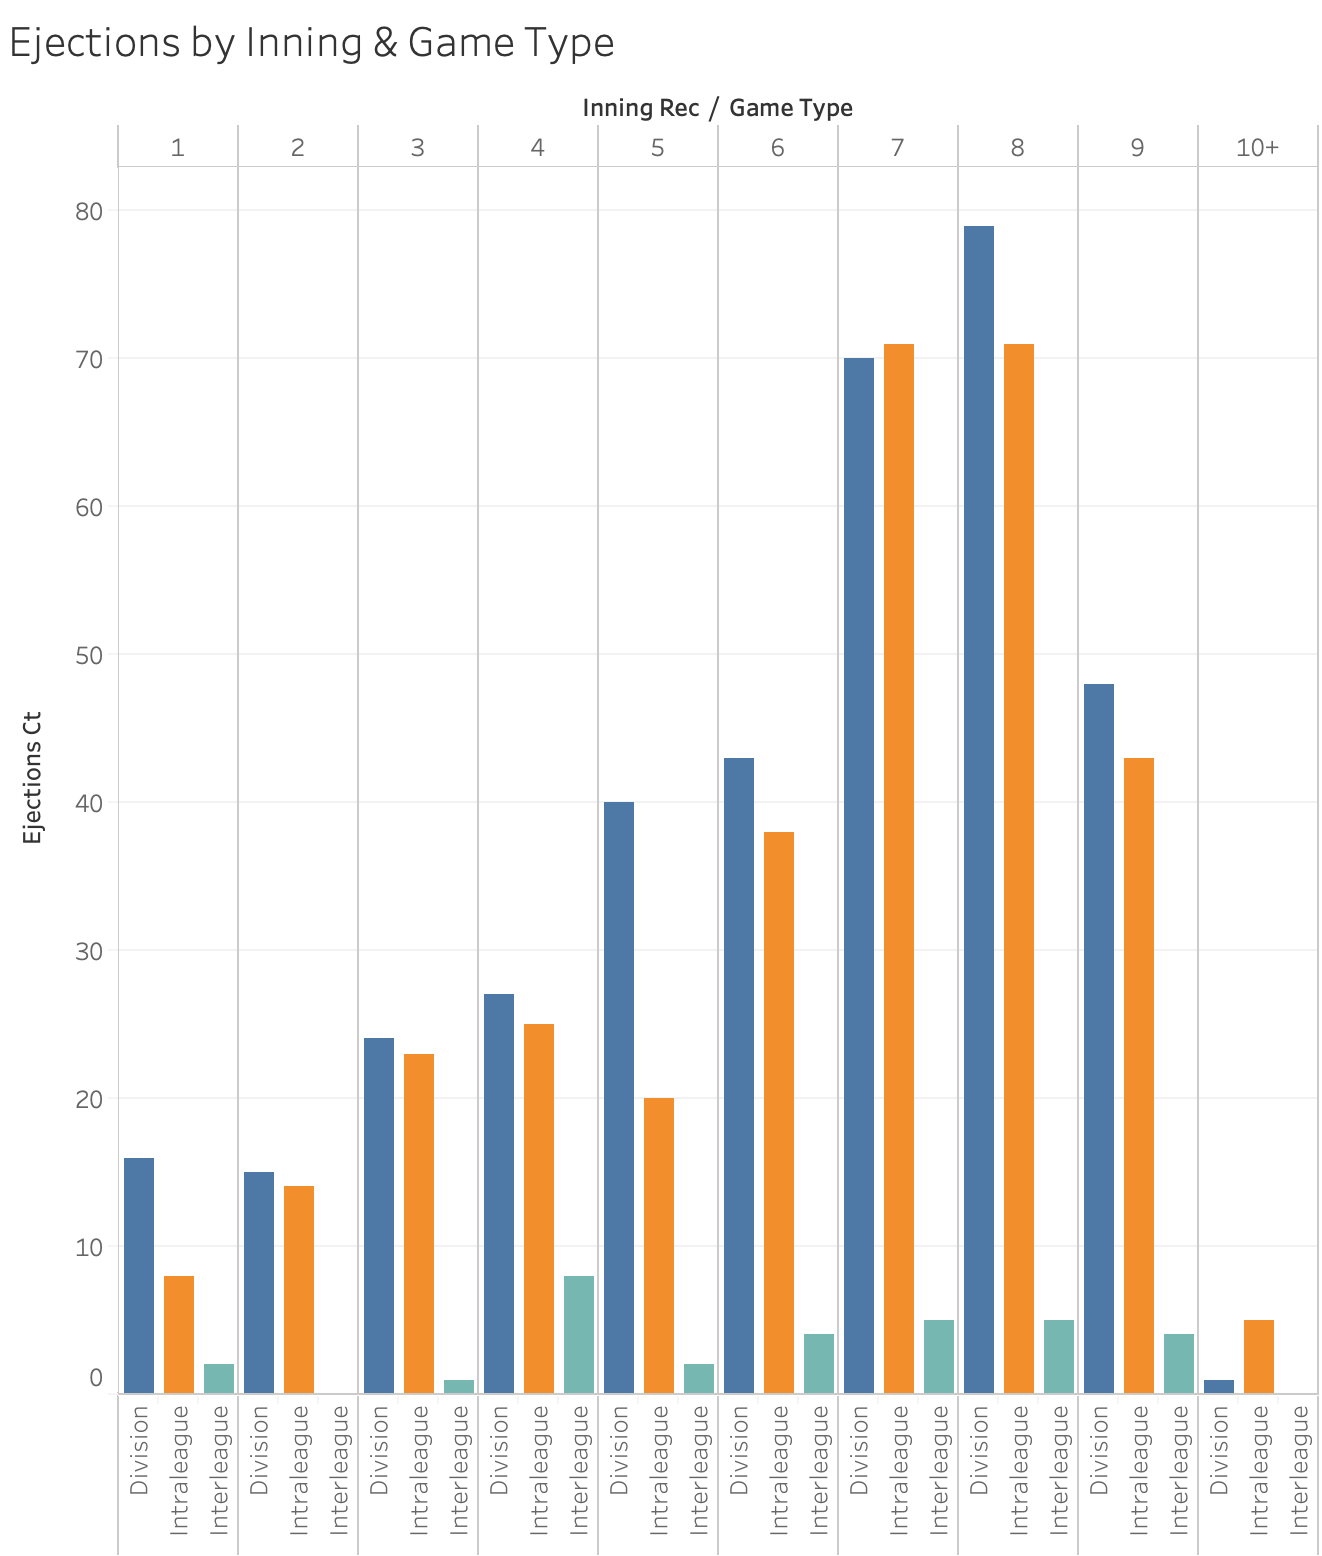 Ejections by Inning & Game Type
Inning Rec / Game Type
1 2 3 4 5 6 7 8 9 10+
80
70
60
50
40
30
20
10
0
Ejections Ct
Division Intraleague Interleague Division Intraleague Interleague Division Intraleague Interleague Division Intraleague Interleague Division Intraleague Interleague Division Intraleague Interleague Division Intraleague Interleague Division Intraleague Interleague Division Intraleague Interleague Division Intraleague Interleague